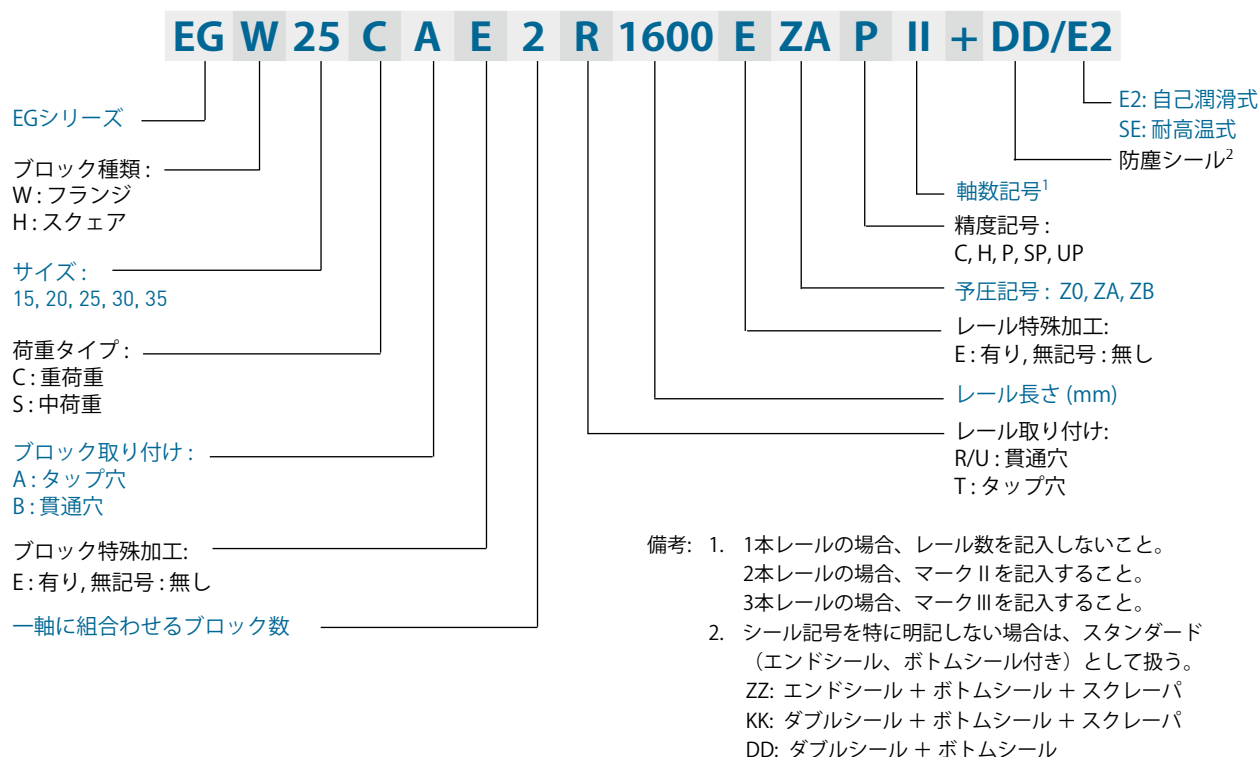 EG W 25 C A E 2 R 1600 E ZA P II + DD/E2
EGシリーズ
ブロック種類 :
W : フランジ
H : スクェア
サイズ :
15, 20, 25, 30, 35
荷重タイプ :
C : 重荷重
S : 中荷重
ブロック取り付け :
A : タップ穴
B : 貫通穴
ブロック特殊加工:
E : 有り, 無記号 : 無し
一軸に組合わせるブロック数
E2: 自己潤滑式
SE: 耐高温式
防塵シール2
軸数記号1
精度記号 :
C, H, P, SP, UP
予圧記号 : Z0, ZA, ZB
レール特殊加工:
E : 有り, 無記号 : 無し
レール長さ (mm)
レール取り付け:
R/U : 貫通穴
T : タップ穴
備考: 1. 1本レールの場合、レール数を記入しないこと。
2本レールの場合、マークⅡを記入すること。
3本レールの場合、マークⅢを記入すること。
2. シール記号を特に明記しない場合は、スタンダード
（エンドシール、ボトムシール付き）として扱う。
ZZ: エンドシール ＋ ボトムシール ＋ スクレーパ
KK: ダブルシール ＋ ボトムシール ＋ スクレーパ
DD: ダブルシール ＋ ボトムシール